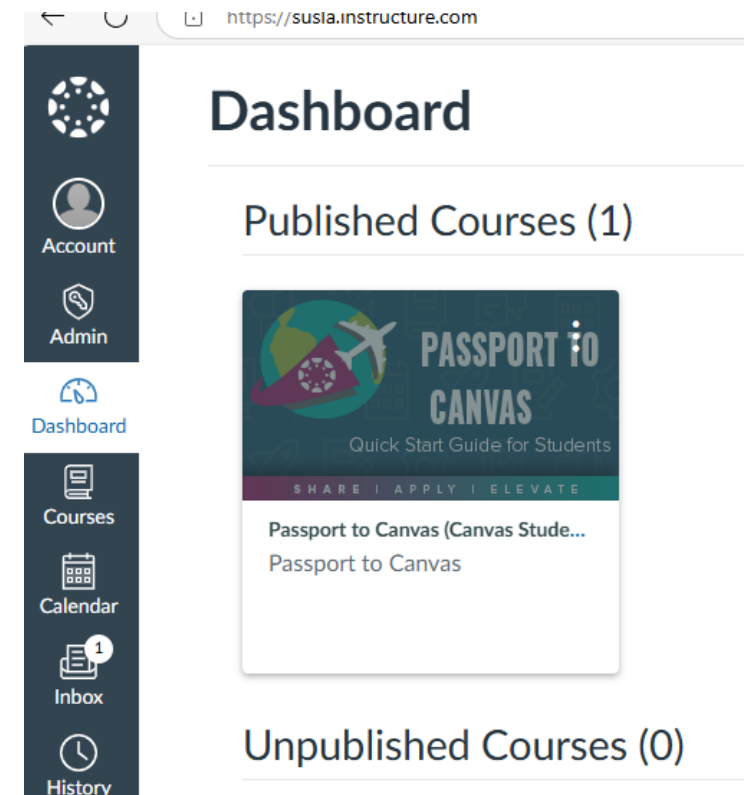 https://susla.instructure.com
Dashboard
Account
Admin
Dashboard
Courses
Calendar
1
Inbox
History
Published Courses (1)
PASSPORT TO
CANVAS
Quick Start Guide for Students
SHARE | APPLY | ELEVATE
Passport to Canvas (Canvas Stude...
Passport to Canvas
Unpublished Courses (0)